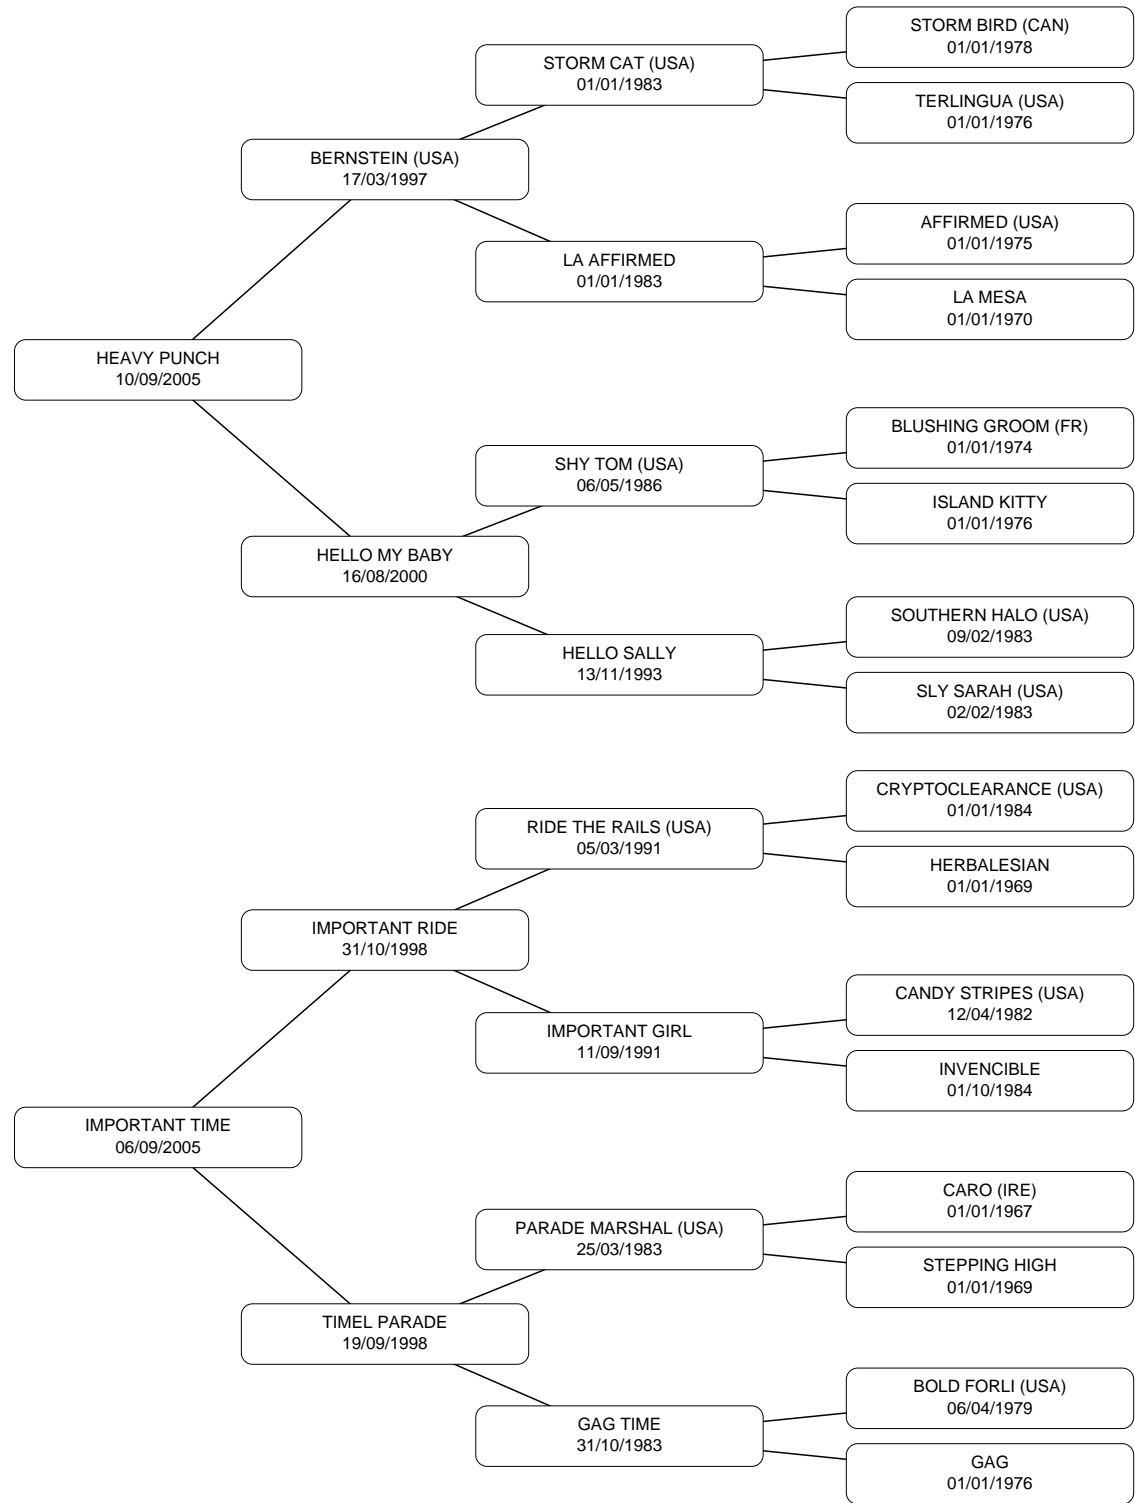 STORM BIRD (CAN)
01/01/1978
STORM CAT (USA)
01/01/1983
TERLINGUA (USA)
01/01/1976
BERNSTEIN (USA)
17/03/1997
AFFIRMED (USA)
01/01/1975
LA AFFIRMED
01/01/1983
LA MESA
01/01/1970
HEAVY PUNCH
10/09/2005
BLUSHING GROOM (FR)
01/01/1974
SHY TOM (USA)
06/05/1986
ISLAND KITTY
01/01/1976
HELLO MY BABY
16/08/2000
SOUTHERN HALO (USA)
09/02/1983
HELLO SALLY
13/11/1993
SLY SARAH (USA)
02/02/1983
CRYPTOCLEARANCE (USA)
01/01/1984
RIDE THE RAILS (USA)
05/03/1991
HERBALESIAN
01/01/1969
IMPORTANT RIDE
31/10/1998
CANDY STRIPES (USA)
12/04/1982
IMPORTANT GIRL
11/09/1991
INVENCIBLE
01/10/1984
IMPORTANT TIME
06/09/2005
CARO (IRE)
01/01/1967
PARADE MARSHAL (USA)
25/03/1983
STEPPING HIGH
01/01/1969
TIMEL PARADE
19/09/1998
BOLD FORLI (USA)
06/04/1979
GAG TIME
31/10/1983
GAG
01/01/1976